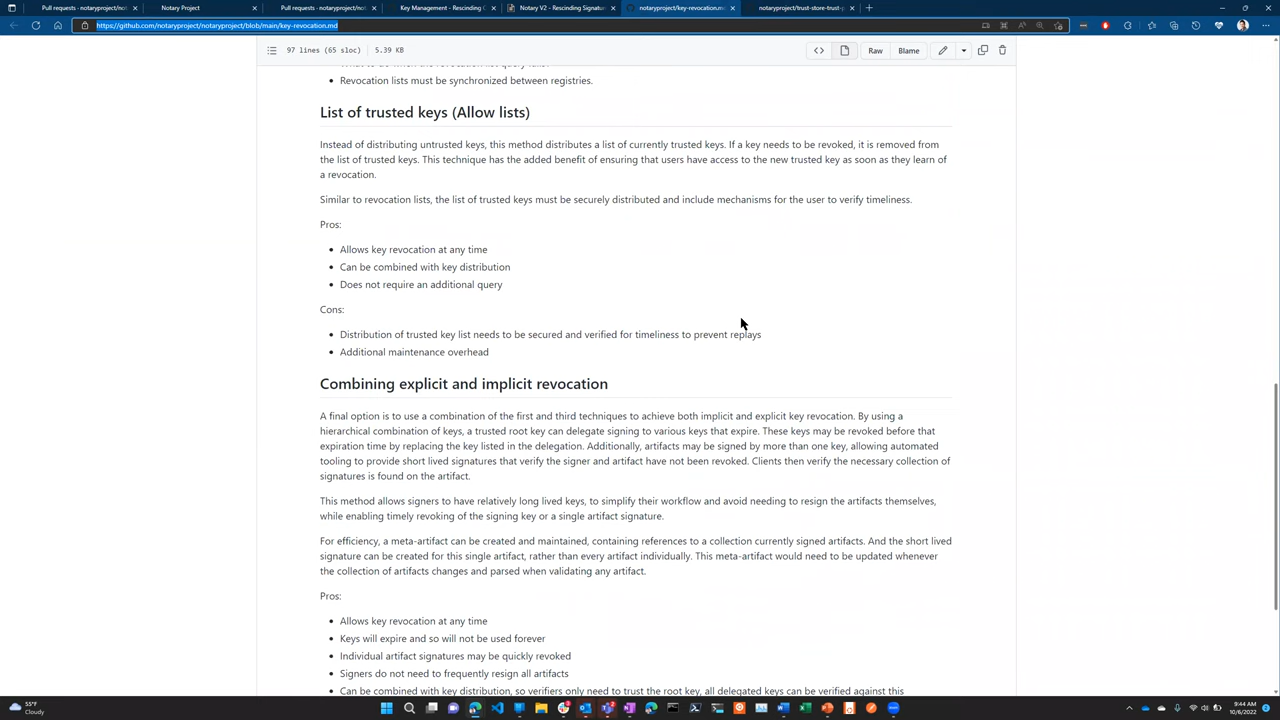 Pull requests · notaryproject/not
Notary Project
Pull requests · notaryproject/no
Key Management - Rescinding C
Notary V2 - Rescinding Signatur
notaryproject/key-revocation.md
notaryproject/trust-store-trust-p
https://github.com/notaryproject/notaryproject/blob/main/key-revocation.md
97 lines (65 sloc) 5.39 KB
Raw Blame
What to do when the revocation list query fails?
• Revocation lists must be synchronized between registries.
List of trusted keys (Allow lists)
Instead of distributing untrusted keys, this method distributes a list of currently trusted keys. If a key needs to be revoked, it is removed from
the list of trusted keys. This technique has the added benefit of ensuring that users have access to the new trusted key as soon as they learn of
a revocation.
Similar to revocation lists, the list of trusted keys must be securely distributed and include mechanisms for the user to verify timeliness.
Pros:
• Allows key revocation at any time
• Can be combined with key distribution
• Does not require an additional query
Cons:
• Distribution of trusted key list needs to be secured and verified for timeliness to prevent replays
• Additional maintenance overhead
Combining explicit and implicit revocation
A final option is to use a combination of the first and third techniques to achieve both implicit and explicit key revocation. By using a
hierarchical combination of keys, a trusted root key can delegate signing to various keys that expire. These keys may be revoked before that
expiration time by replacing the key listed in the delegation. Additionally, artifacts may be signed by more than one key, allowing automated
tooling to provide short lived signatures that verify the signer and artifact have not been revoked. Clients then verify the necessary collection of
signatures is found on the artifact.
This method allows signers to have relatively long lived keys, to simplify their workflow and avoid needing to resign the artifacts themselves,
while enabling timely revoking of the signing key or a single artifact signature.
For efficiency, a meta-artifact can be created and maintained, containing references to a collection currently signed artifacts. And the short lived
signature can be created for this single artifact, rather than every artifact individually. This meta-artifact would need to be updated whenever
the collection of artifacts changes and parsed when validating any artifact.
Pros:
• Allows key revocation at any time
• Keys will expire and so will not be used forever
• Individual artifact signatures may be quickly revoked
• Signers do not need to frequently resign all artifacts
• Can be combined with key distribution, so verifiers only need to trust the root key, all delegated keys can be verified against this
55°F
Cloudy
9:44 AM
10/6/2022